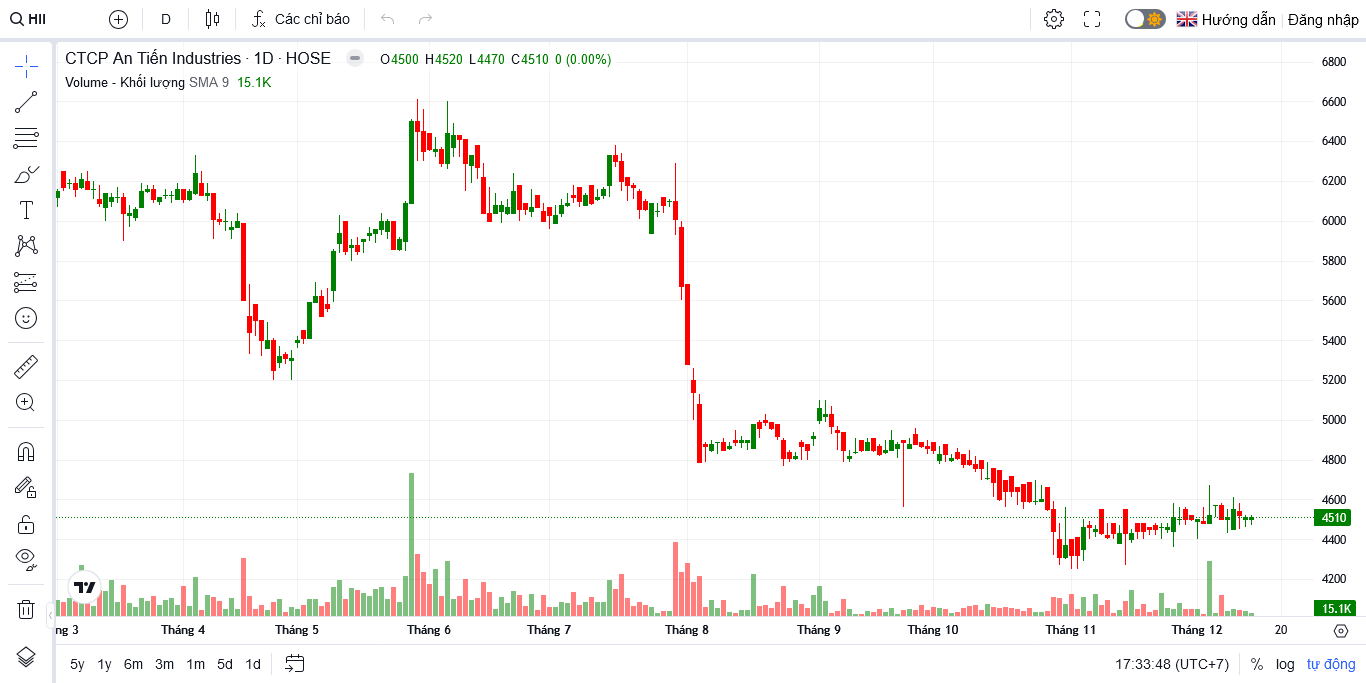 HII
D
Các chỉ báo
Hướng dẫn
Đăng nhập
CTCP An Tiến Industries · 1D · HOSE
O4500 H4520 L4470 C4510 0 (0.00%)
Volume - Khối lượng SMA 9 15.1K
6800
6600
6400
6200
6000
5800
5600
5400
5200
5000
4800
4600
4510
4400
4200
15.1K
ng 3
Tháng 4
Tháng 5
Tháng 6
Tháng 7
Tháng 8
Tháng 9
Tháng 10
Tháng 11
Tháng 12
20
5y 1y 6m 3m 1m 5d 1d
17:33:48 (UTC+7)
%
log
tự động